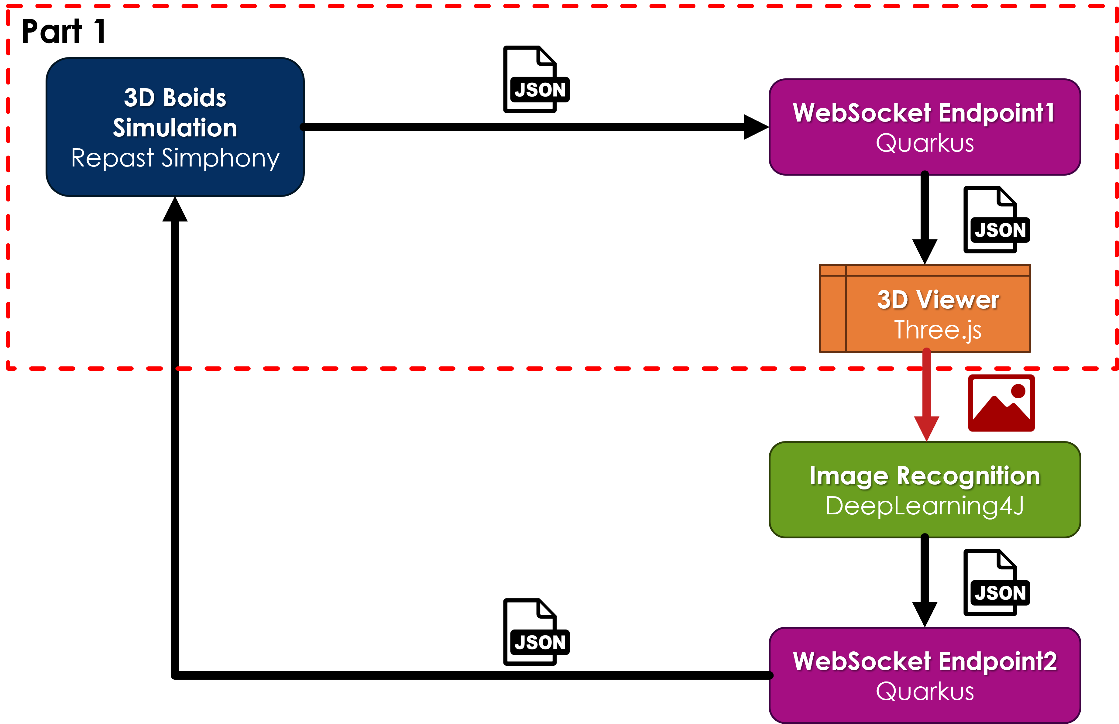 Part 1
3D Boids
Simulation
Repast Simphony
JSON
WebSocket Endpoint1
Quarkus
JSON
3D Viewer
Three.js
Image Recognition
DeepLearning4J
JSON
JSON
WebSocket Endpoint2
Quarkus